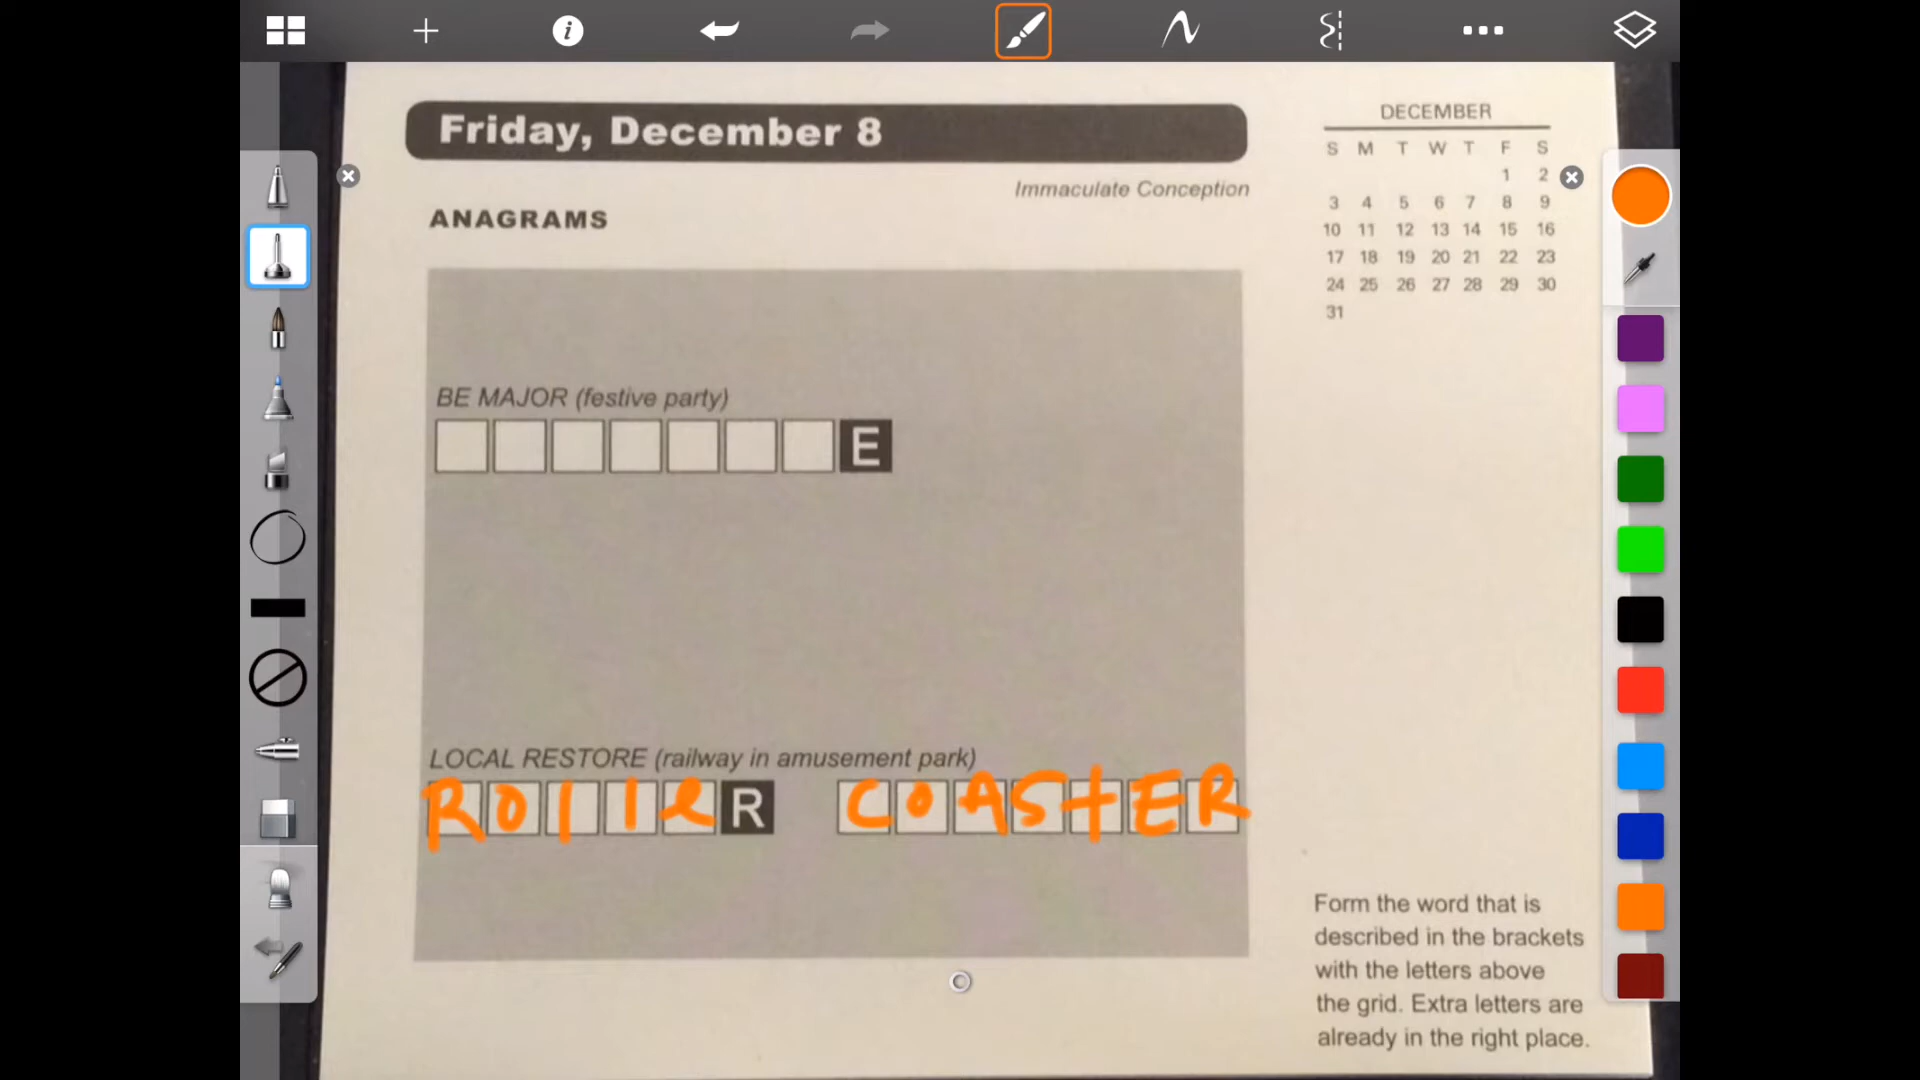 Friday, December 8
Immaculate Conception
ANAGRAMS
BE MAJOR (festive party)
E
LOCAL RESTORE (railway in amusement park)
ROlle R COASTER
DECEMBER
S M T W T F S
1 2
3 4 5 6 7 8 9
10 11 12 13 14 15 16
17 18 19 20 21 22 23
24 25 26 27 28 29 30
31
Form the word that is
described in the brackets
with the letters above
the grid. Extra letters are
already in the right place.